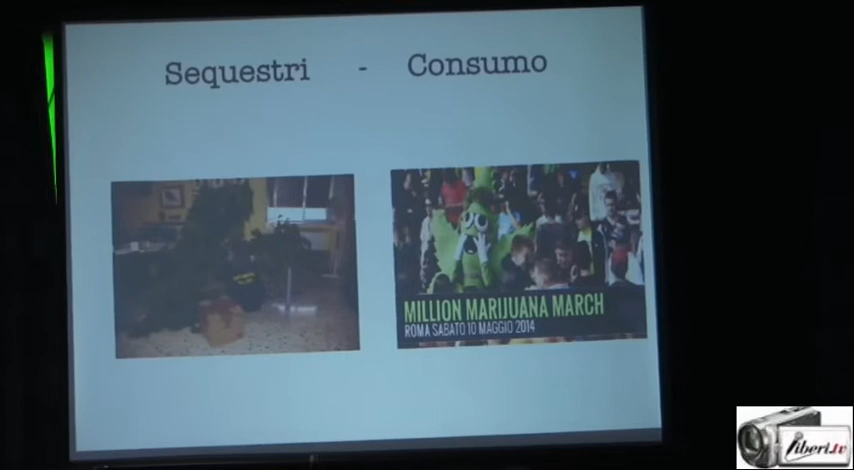 Sequestri - Consumo
MILLION MARIJUANA MARCH
ROMA SABATO 10 MAGGIO 2014
liberi.tv